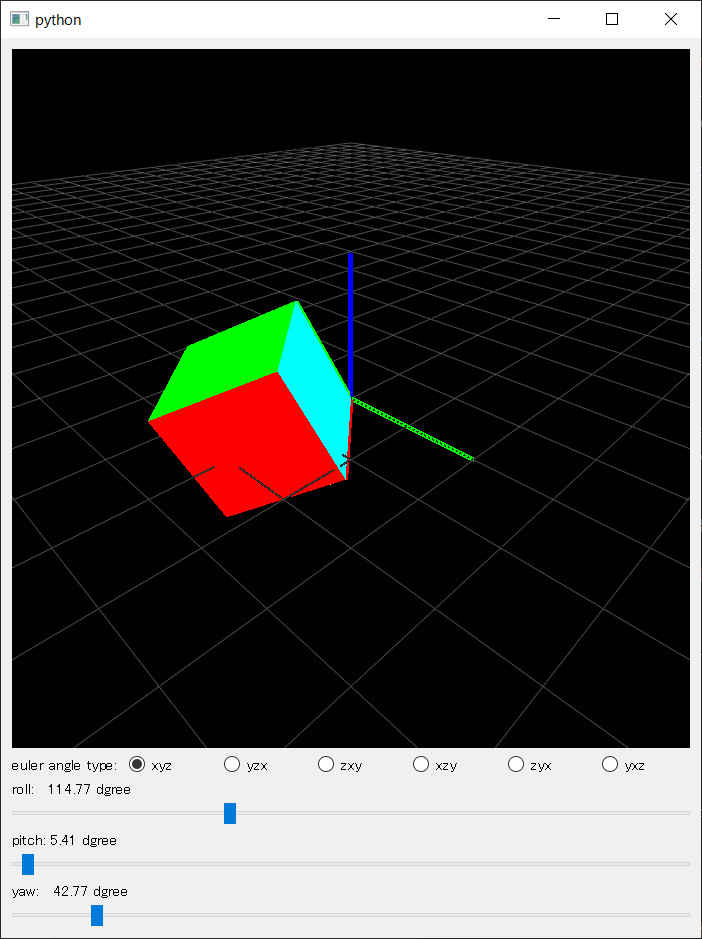 python
euler angle type: xyz yzx zxy xzy zyx yxz
roll: 114.77 dgree
pitch: 5.41 dgree
yaw: 42.77 dgree